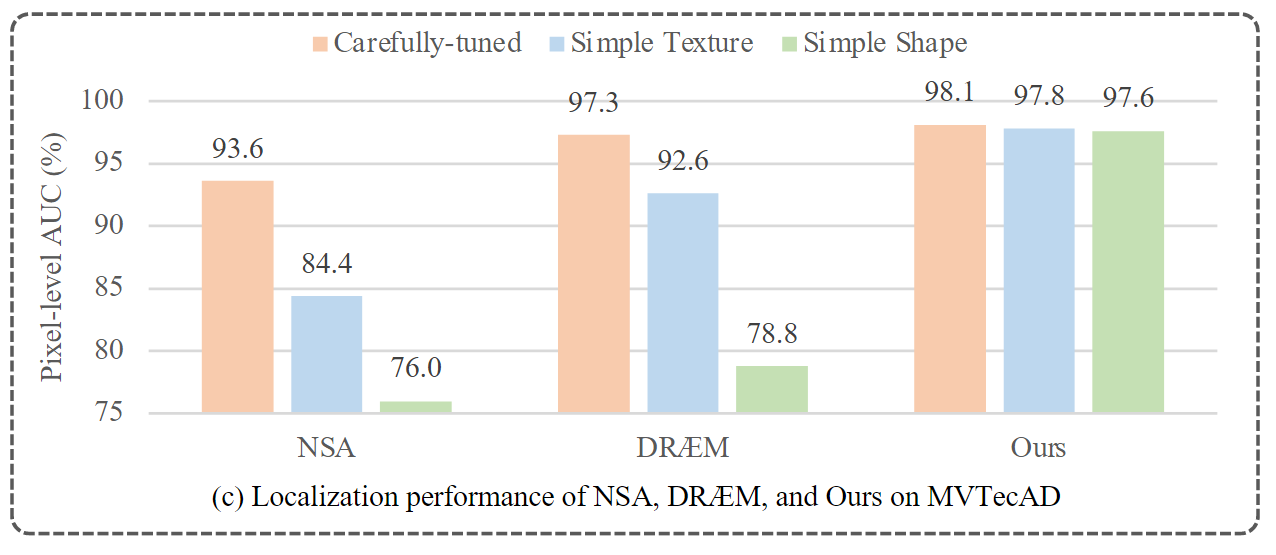 Carefully-tuned Simple Texture Simple Shape
Pixel-level AUC (%)
100
95
90
85
80
75
93.6
84.4
76.0
97.3
92.6
78.8
98.1
97.8
97.6
NSA
DRÆM
Ours
(c) Localization performance of NSA, DRÆM, and Ours on MVTecAD